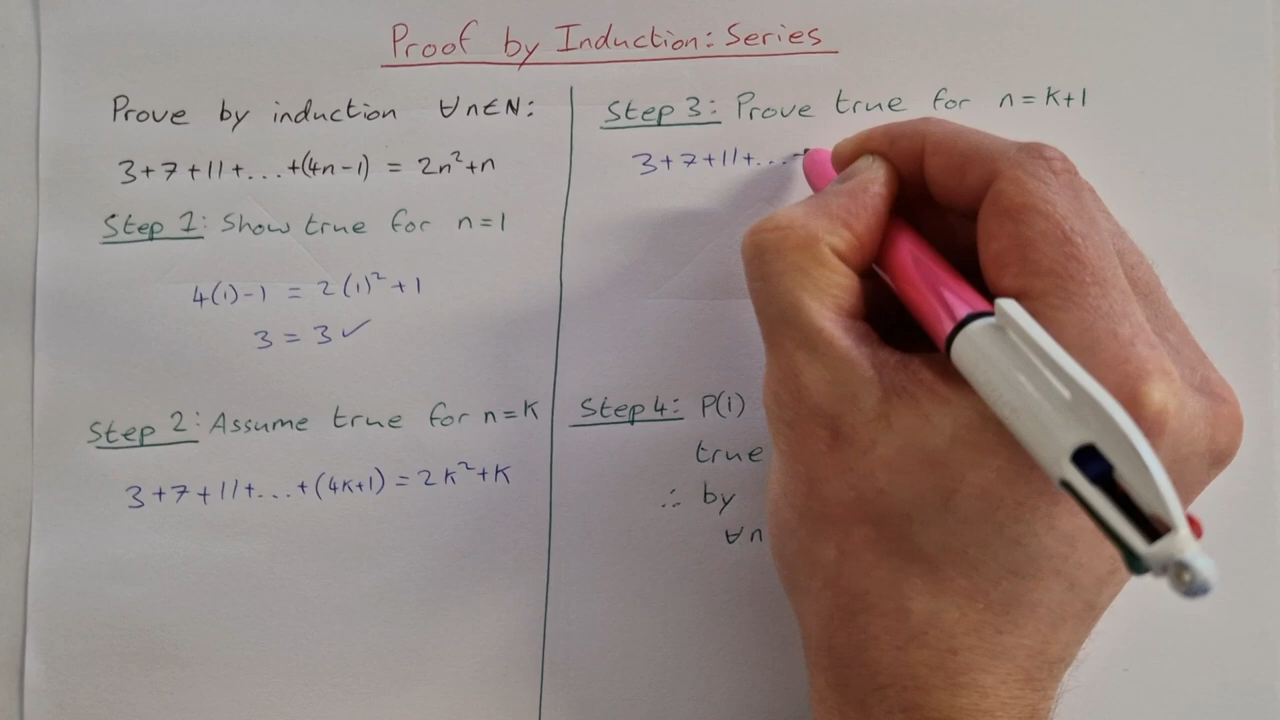 Proof by Induction: Series
Prove by induction ∀n∈N:
3+7+11+...+(4n-1) = 2n²+n
Step 1: Show true for n=1
4(1)-1 = 2(1)²+1
3 = 3✓
Step 2: Assume true for n=K
3+7+11+...+(4K+1) = 2K²+K
Step 3: Prove true for n=K+1
3+7+11+...+
Step 4: P(1)
true
∴ by
∀n